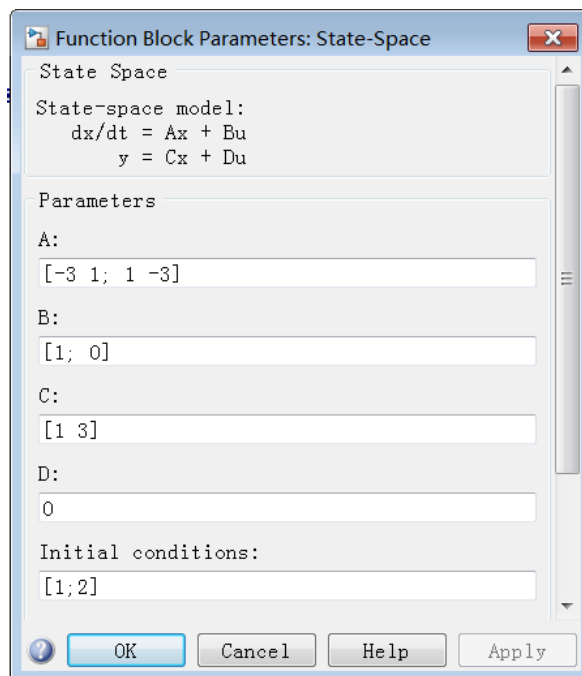 Function Block Parameters: State-Space
State Space
State-space model:
dx/dt = Ax + Bu
y = Cx + Du
Parameters
A:
[-3 1; 1 -3]
B:
[1; 0]
C:
[1 3]
D:
0
Initial conditions:
[1;2]
OK Cancel Help Apply